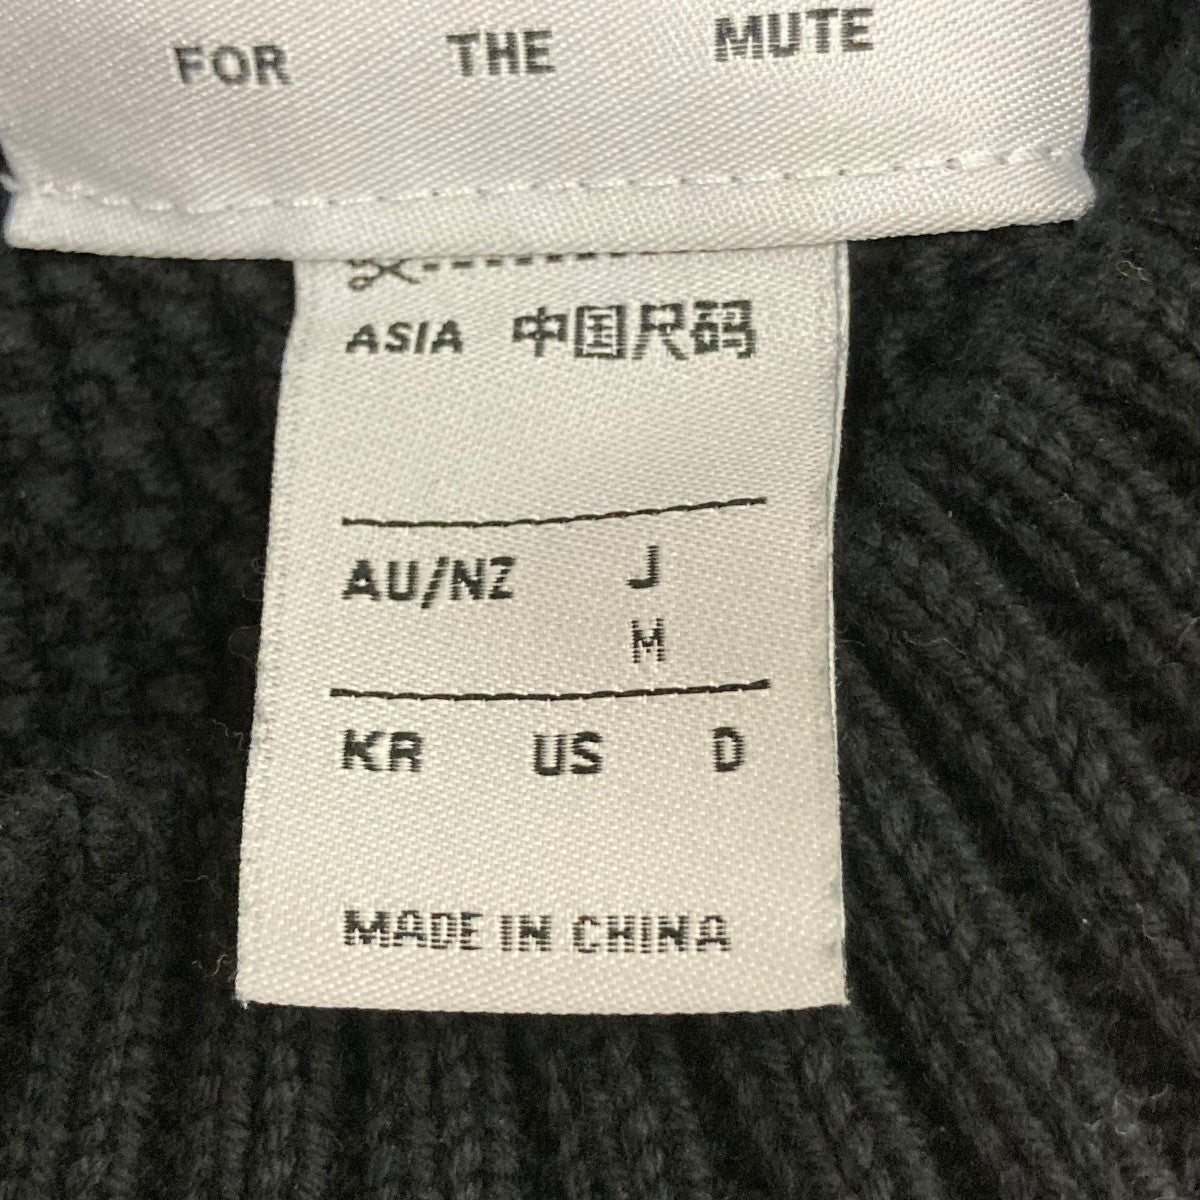 FOR THE MUTE
ASIA 中国尺码
AU/NZ J
M
KR US D
MADE IN CHINA